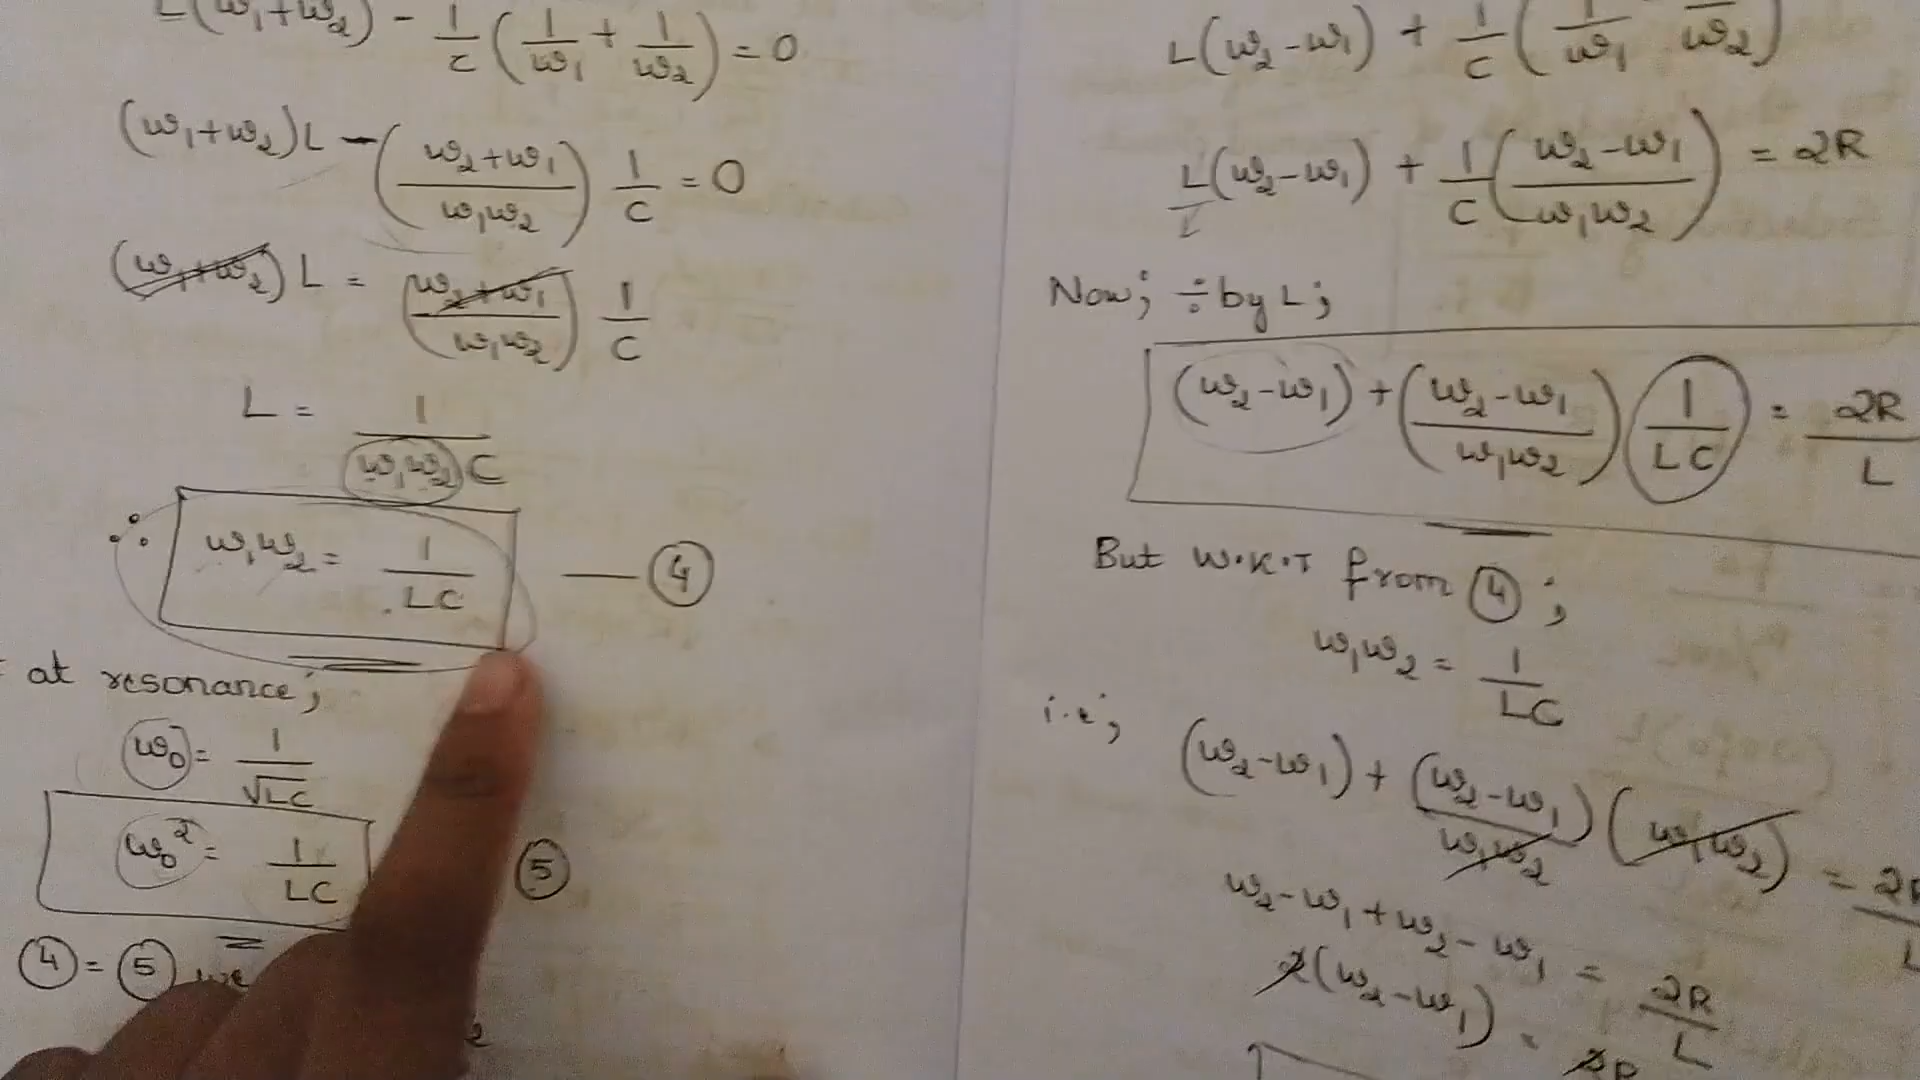 L(ω₁+ω₂) - 1/C (1/ω₁ + 1/ω₂) = 0
(ω₁+ω₂)L - (ω₂+ω₁/ω₁ω₂) 1/C = 0
(ω₁+ω₂) L = (ω₂+ω₁/ω₁ω₂) 1/C
L = 1/ω₁ω₂C
∴ ω₁ω₂ = 1/LC — ④
at resonance;
ω₀ = 1/√LC
ω₀² = 1/LC ⑤
④ = ⑤ we
L(ω₂-ω₁) + 1/C (1/ω₁ ω₂)
L(ω₂-ω₁) + 1/C (ω₂-ω₁/ω₁ω₂) = 2R
Now; ÷ by L;
(ω₂-ω₁) + (ω₂-ω₁/ω₁ω₂) (1/LC) = 2R/L
But W.K.T from ④;
ω₁ω₂ = 1/LC
i.e; (ω₂-ω₁) + (ω₂-ω₁/ω₁ω₂) (ω₁ω₂) = 2R/L
ω₂-ω₁+ω₂-ω₁ = 2R/L
2(ω₂-ω₁) = 2R